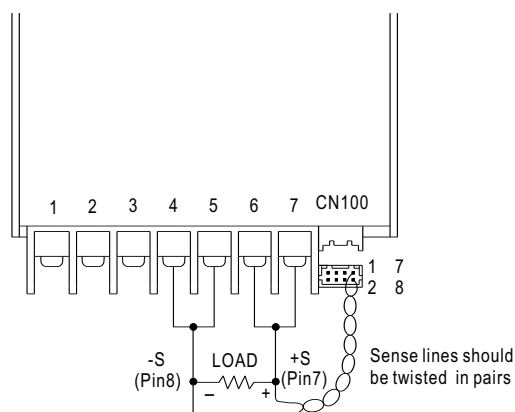 1 2 3 4 5 6 7 CN100
1 7
2 8
-S
(Pin8)
LOAD
+S
(Pin7)
– +
Sense lines should
be twisted in pairs